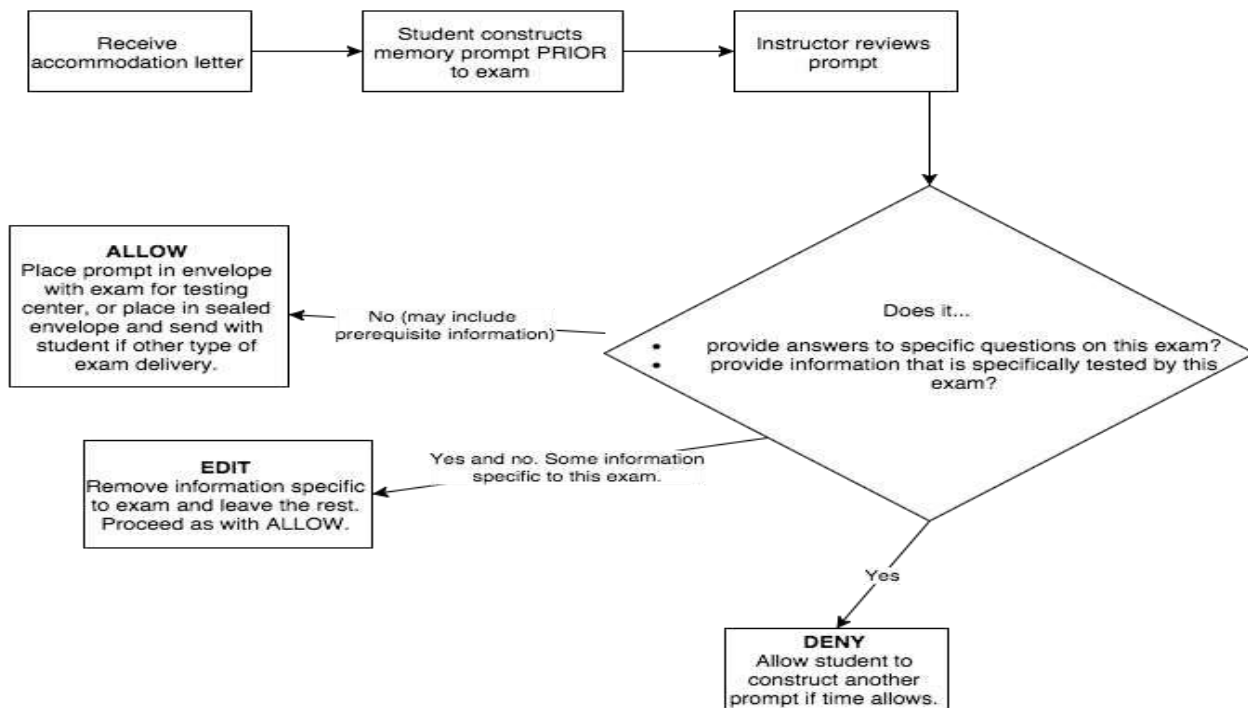 Receive
accommodation letter
Student constructs
memory prompt PRIOR
to exam
Instructor reviews
prompt
Does it...
• provide answers to specific questions on this exam?
• provide information that is specifically tested by this
exam?
No (may include
prerequisite information)
ALLOW
Place prompt in envelope
with exam for testing
center, or place in sealed
envelope and send with
student if other type of
exam delivery.
Yes and no. Some information
specific to this exam.
EDIT
Remove information specific
to exam and leave the rest.
Proceed as with ALLOW.
Yes
DENY
Allow student to
construct another
prompt if time allows.